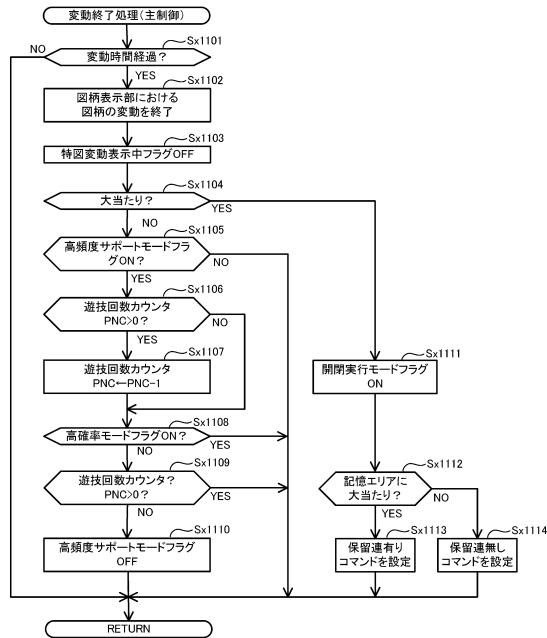 変動終了処理(主制御)
Sx1101
NO
変動時間経過？
YES
Sx1102
図柄表示部における
図柄の変動を終了
Sx1103
特図変動表示中フラグOFF
Sx1104
大当たり？
YES
NO
Sx1105
高頻度サポートモードフラ
グON？
NO
YES
Sx1106
遊技回数カウンタ
PNC>0？
NO
YES
Sx1107
遊技回数カウンタ
PNC←PNC-1
Sx1111
開閉実行モードフラグ
ON
Sx1108
高確率モードフラグON？
YES
NO
Sx1109
遊技回数カウンタ？
PNC>0？
YES
NO
Sx1112
記憶エリアに
大当たり？
NO
YES
Sx1110
高頻度サポートモードフラグ
OFF
Sx1113
保留連有り
コマンドを設定
Sx1114
保留連無し
コマンドを設定
RETURN